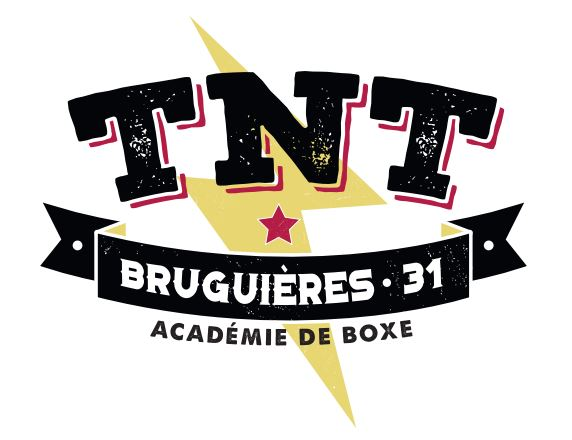 TNT
BRUGUIÈRES · 31
ACADÉMIE DE BOXE